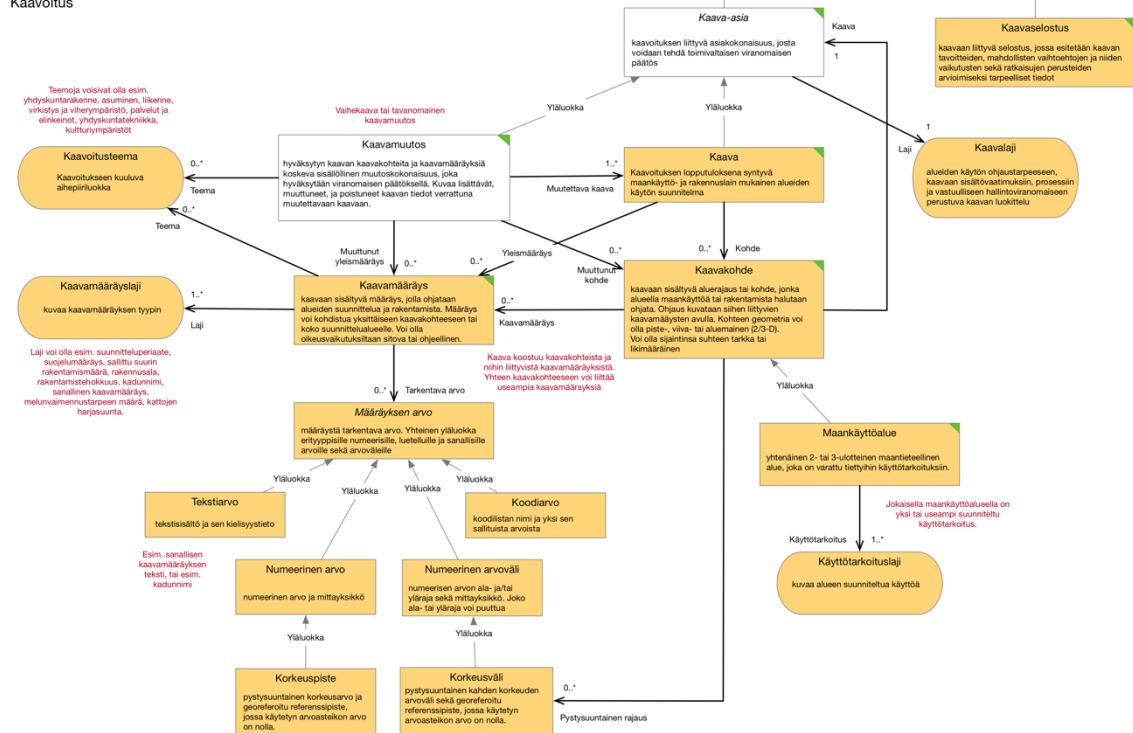 Kaavoitus
Kaava-asia
kaavoituksen liittyvä asiakokonaisuus, josta
voidaan tehdä toimivaltaisen viranomaisen
päätös
Kaava
1
Kaavaselostus
kaavaan liittyvä selostus, jossa esitetään kaavan
tavoitteiden, mahdollisten vaihtoehtojen ja niiden
vaikutusten sekä ratkaisujen perusteiden
arvioimiseksi tarpeelliset tiedot
Teemoja voisivat olla esim.
yhdyskuntarakenne, asuminen, liikenne,
virkistys ja viherympäristö, palvelut ja
elinkeinot, yhdyskuntatekniikka,
kulttuuriympäristöt
Vaihekaava tai tavanomainen
kaavamuutos
Yläluokka
Yläluokka
Kaavamuutos
hyväksytyn kaavan kaavakohteita ja kaavamääräyksiä
koskeva sisällöllinen muutoskokonaisuus, joka
hyväksytään viranomaisen päätöksellä. Kuvaa lisättävät,
muuttuneet, ja poistuneet kaavan tiedot verrattuna
muutettavaan kaavaan.
Kaavoitusteema
Kaavoitukseen kuuluva
aihepiiriluokka
0..*
Teema
0..*
Teema
1..*
Muutettava kaava
Kaava
Kaavoituksen lopputuloksena syntyvä
maankäyttö- ja rakennuslain mukainen alueiden
käytön suunnitelma
1
Laji
Kaavalaji
alueiden käytön ohjaustarpeeseen,
kaavaan sisältövaatimuksiin, prosessiin
ja vastuulliseen hallintoviranomaiseen
perustuva kaavan luokittelu
Muuttunut
yleismääräys
0..*
0..*
Yleismääräys
0..*
Muuttunut
kohde
0..*
Kohde
Kaavamääräyslaji
kuvaa kaavamääräyksen tyypin
1..*
Laji
Kaavamääräys
kaavaan sisältyvä määräys, jolla ohjataan
alueiden suunnittelua ja rakentamista. Määräys
voi kohdistua yksittäiseen kaavakohteeseen tai
koko suunnittelualueelle. Voi olla
oikeusvaikutuksiltaan sitova tai ohjeellinen.
0..*
Kaavamääräys
Kaavakohde
kaavaan sisältyvä aluerajaus tai kohde, jonka
alueella maankäyttöä tai rakentamista halutaan
ohjata. Ohjaus kuvataan siihen liittyvien
kaavamääysten avulla. Kohteen geometria voi
olla piste-, viiva- tai aluemainen (2/3-D).
Voi olla sijaintinsa suhteen tarkka tai
likimääräinen
Laji voi olla esim. suunnitteluperiaate,
suojelumääräys, sallittu suurin
rakentamismäärä, rakennusala,
rakentamistehokkuus, kadunnimi,
sanallinen kaavamääräys,
melunvaimennustarpeen määrä, kattojen
harjasuunta.
Kaava koostuu kaavakohteista ja
niihin liittyvistä kaavamääräyksistä.
Yhteen kaavakohteeseen voi liittää
useampia kaavamääräyksiä
0..*
Tarkentava arvo
Yläluokka
Määräyksen arvo
määräystä tarkentava arvo. Yhteinen yläluokka
erityyppisille numeerisille, luetelluille ja sanallisille
arvoille sekä arvoväleille
Maankäyttöalue
yhtenäinen 2- tai 3-ulotteinen maantieteellinen
alue, joka on varattu tiettyihin käyttötarkoituksiin.
Yläluokka
Yläluokka
Yläluokka
Yläluokka
Tekstiarvo
tekstisisältö ja sen kielisyystieto
Koodiarvo
koodilistan nimi ja yksi sen
sallituista arvoista
Jokaisella maankäyttöalueella on
yksi tai useampi suunniteltu
käyttötarkoitus.
Käyttötarkoitus
1..*
Esim. sanallisen
kaavamääräyksen
teksti, tai esim.
kadunnimi
Numeerinen arvo
numeerinen arvo ja mittayksikkö
Numeerinen arvoväli
numeerisen arvon ala- ja/tai
yläraja sekä mittayksikkö. Joko
ala- tai yläraja voi puuttua
Käyttötarkoituslaji
kuvaa alueen suunniteltua käyttöä
Yläluokka
Yläluokka
Korkeuspiste
pystysuuntainen korkeusarvo ja
georeferoitu referenssipiste,
jossa käytetyn arvoasteikon arvo
on nolla.
Korkeusväli
pystysuuntainen kahden korkeuden
arvoväli sekä georeferoitu
referenssipiste, jossa käytetyn
arvoasteikon arvo on nolla.
0..*
Pystysuuntainen rajaus